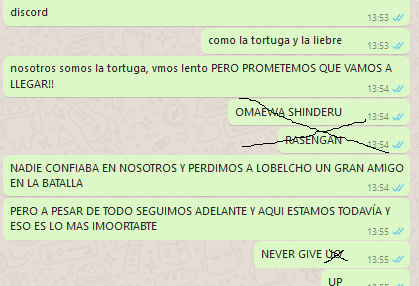 discord
13:53
como la tortuga y la liebre
13:53
nosotros somos la tortuga, vmos lento PERO PROMETEMOS QUE VAMOS A
LLEGAR!!
13:54
OMAEWA SHINDERU
13:54
RASENGAN
13:54
NADIE CONFIABA EN NOSOTROS Y PERDIMOS A LOBELCHO UN GRAN AMIGO
EN LA BATALLA
13:54
PERO A PESAR DE TODO SEGUIMOS ADELANTE Y AQUI ESTAMOS TODAVÍA Y
ESO ES LO MAS IMOORTABTE
13:55
NEVER GIVE UO
13:55
UP